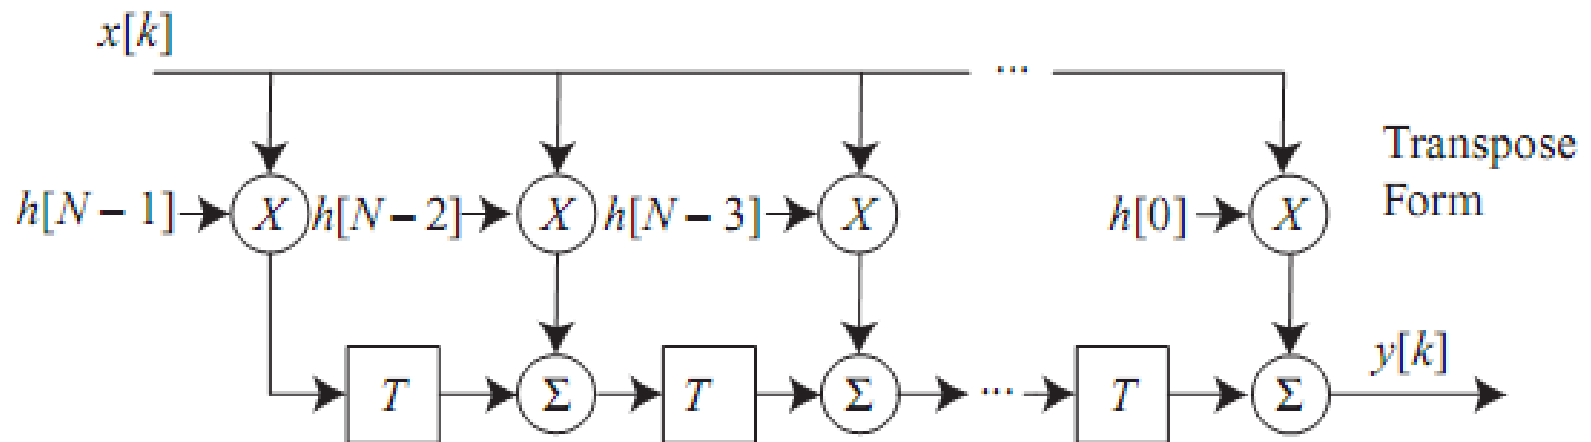 x[k]
...
Transpose
Form
h[N − 1] X h[N − 2] X h[N − 3] X h[0] X
y[k]
T Σ T Σ ... T Σ